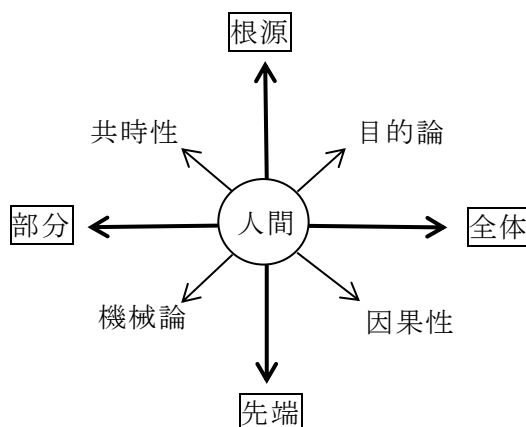 根源
共時性
目的論
部分
人間
全体
機械論
因果性
先端